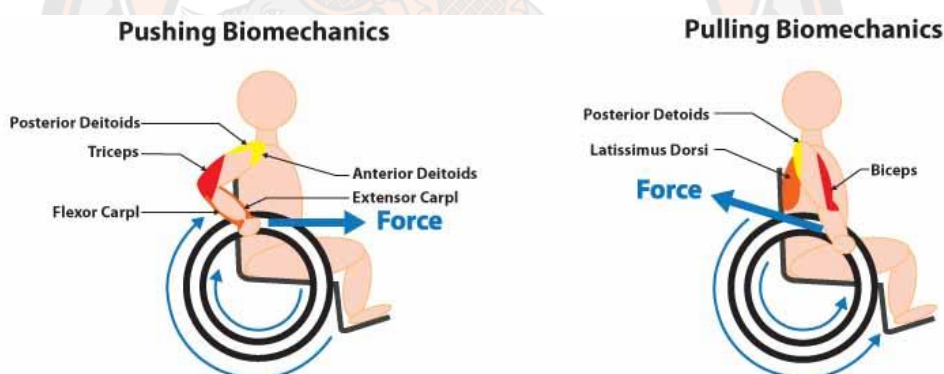 Pushing Biomechanics
Posterior Deitoids
Triceps
Flexor Carpl
Anterior Deitoids
Extensor Carpl
Force
Pulling Biomechanics
Posterior Detoids
Latissimus Dorsi
Force
Biceps